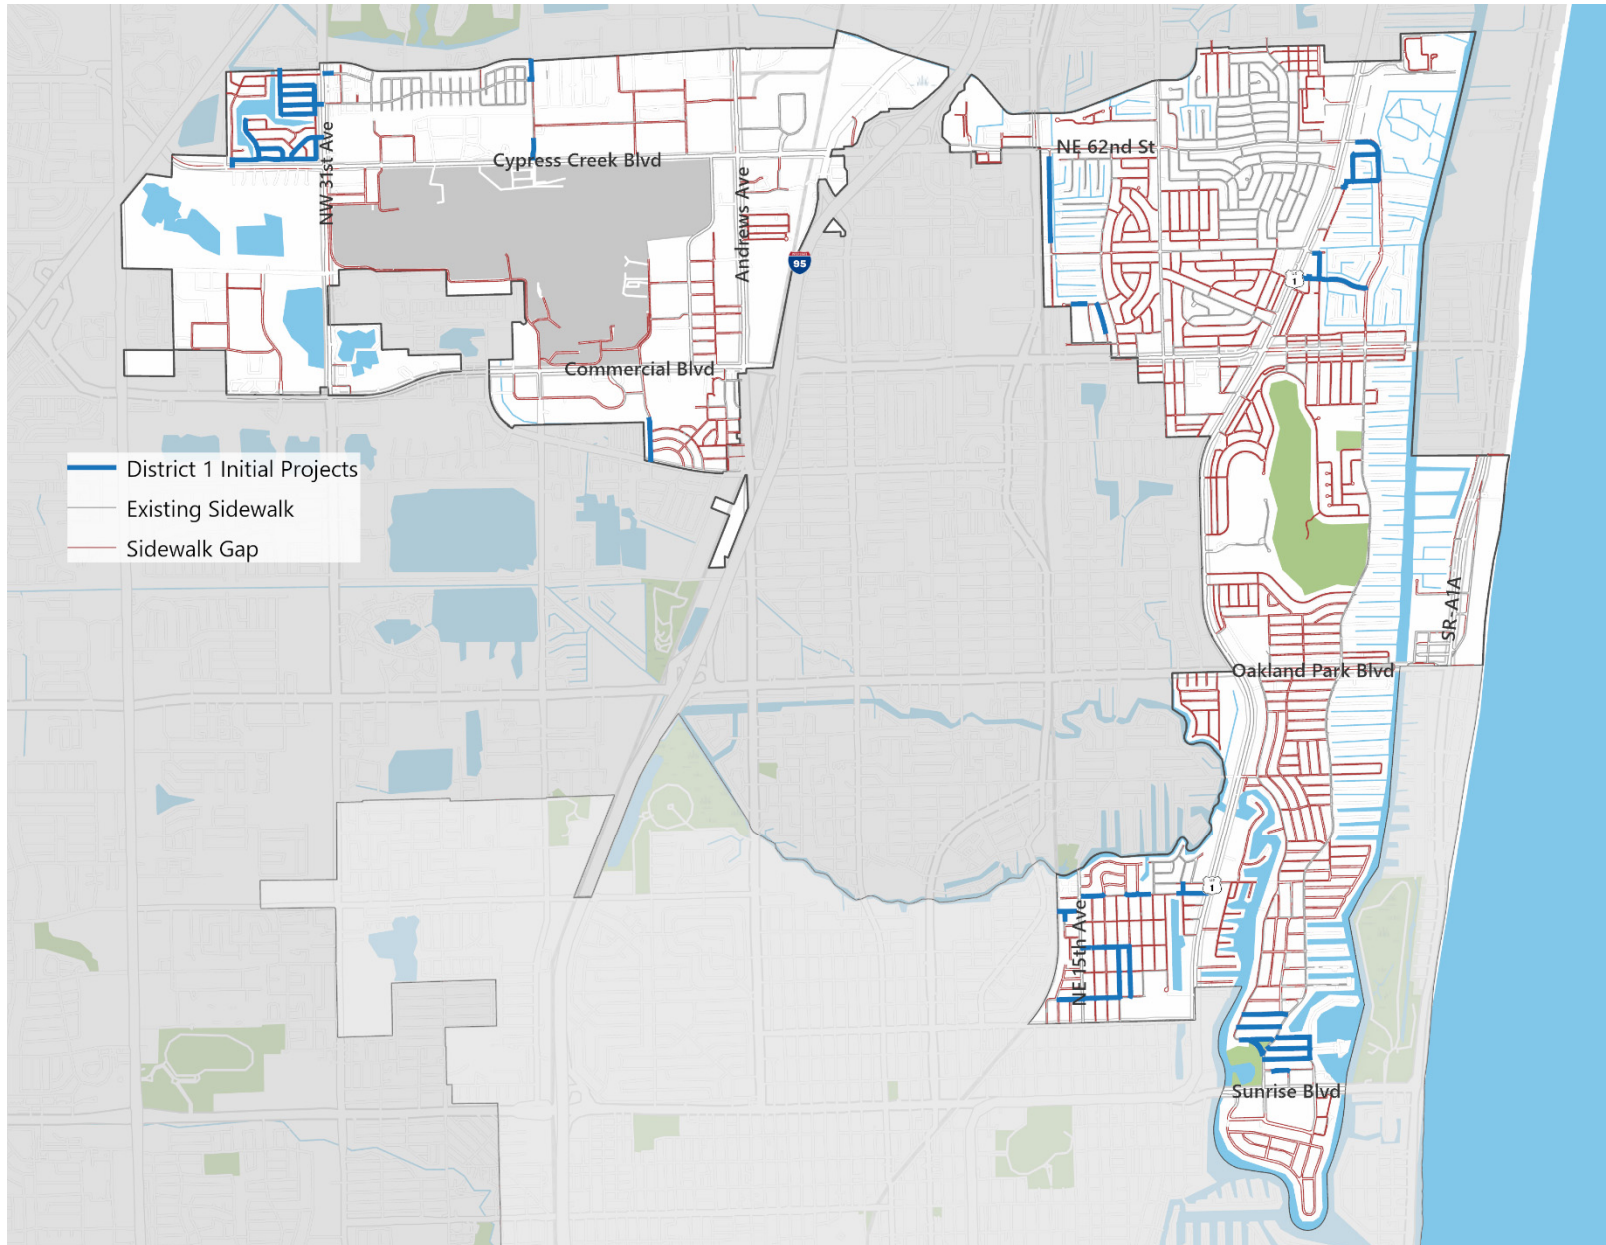 NW 31st Ave
Cypress Creek Blvd
NE 62nd St
Andrews Ave
95
1
Commercial Blvd
District 1 Initial Projects
Existing Sidewalk
Sidewalk Gap
SR-A1A
Oakland Park Blvd
1
NE 15th Ave
Sunrise Blvd